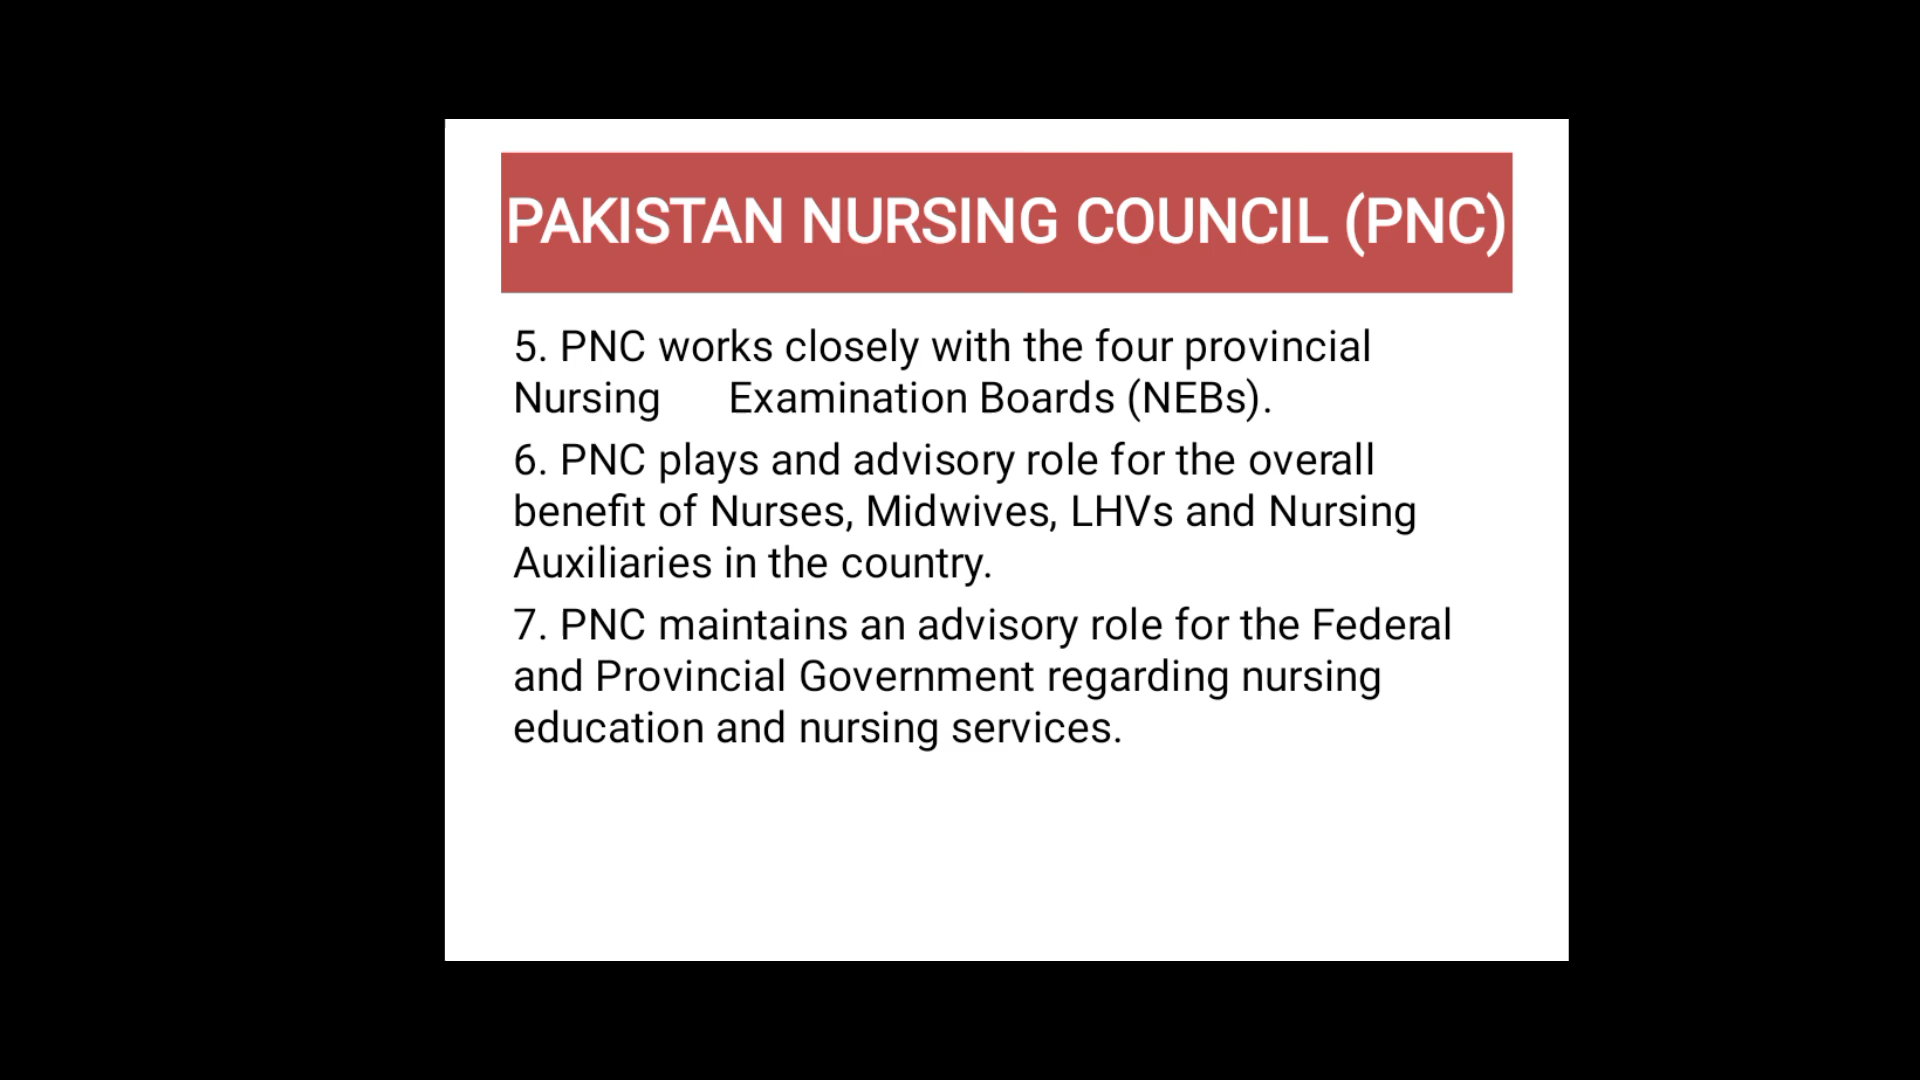 PAKISTAN NURSING COUNCIL (PNC)
5. PNC works closely with the four provincial
Nursing      Examination Boards (NEBs).
6. PNC plays and advisory role for the overall
benefit of Nurses, Midwives, LHVs and Nursing
Auxiliaries in the country.
7. PNC maintains an advisory role for the Federal
and Provincial Government regarding nursing
education and nursing services.